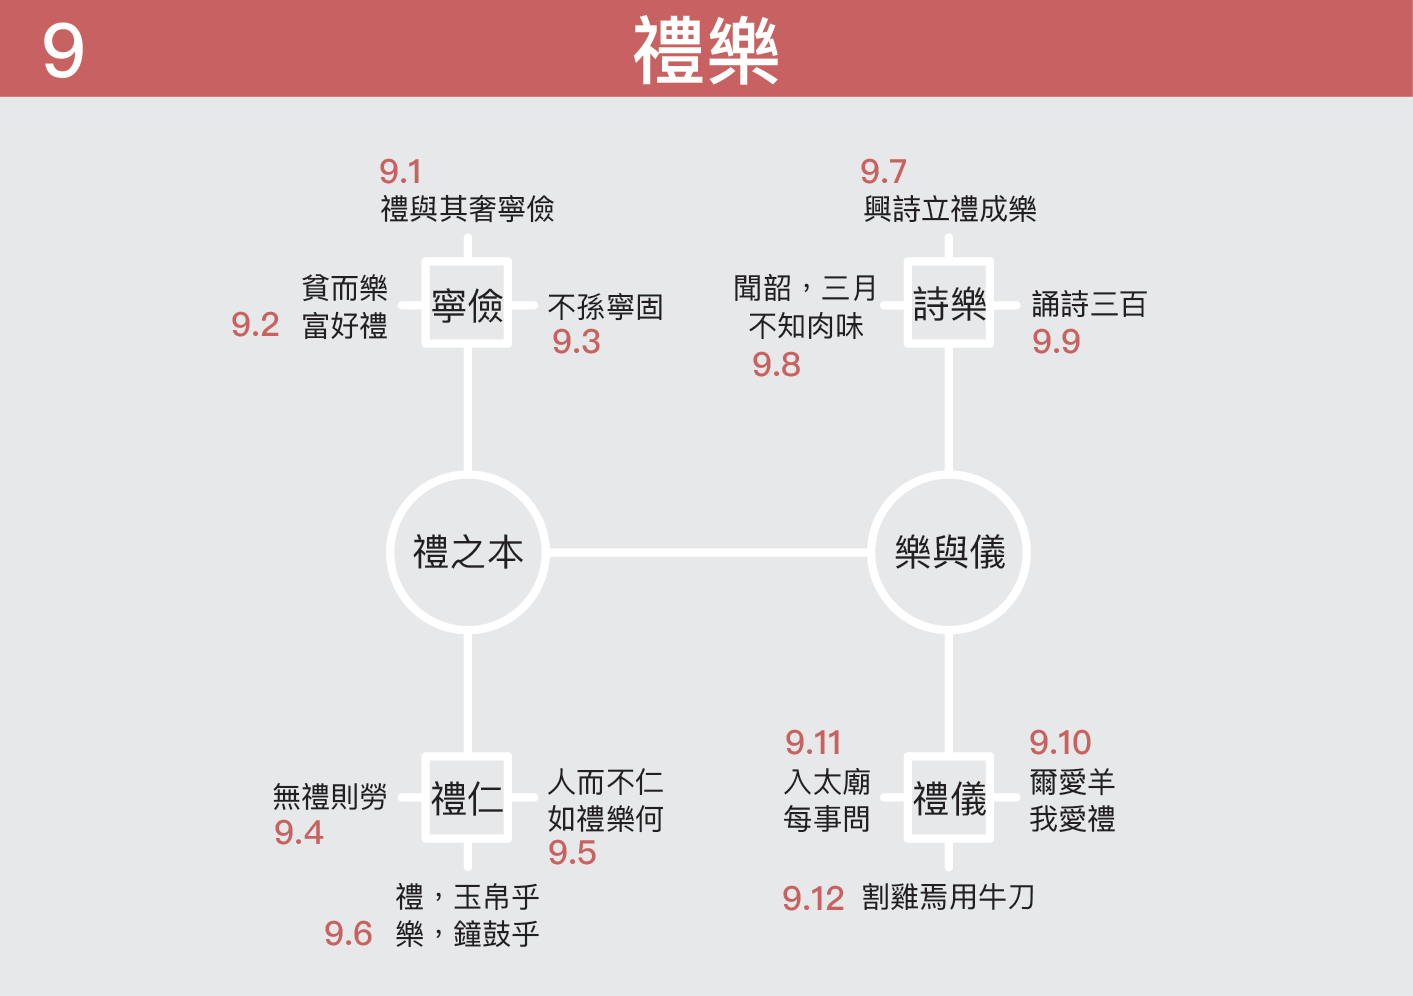 9
禮樂
9.1
禮與其奢寧儉
貧而樂
富好禮
9.2
寧儉
不孫寧固
9.3
9.7
興詩立禮成樂
聞韶，三月
不知肉味
9.8
詩樂
誦詩三百
9.9
禮之本
樂與儀
無禮則勞
9.4
禮仁
人而不仁
如禮樂何
9.5
9.6
禮，玉帛乎
樂，鐘鼓乎
9.11
入太廟
每事問
禮儀
9.10
爾愛羊
我愛禮
9.12 割雞焉用牛刀